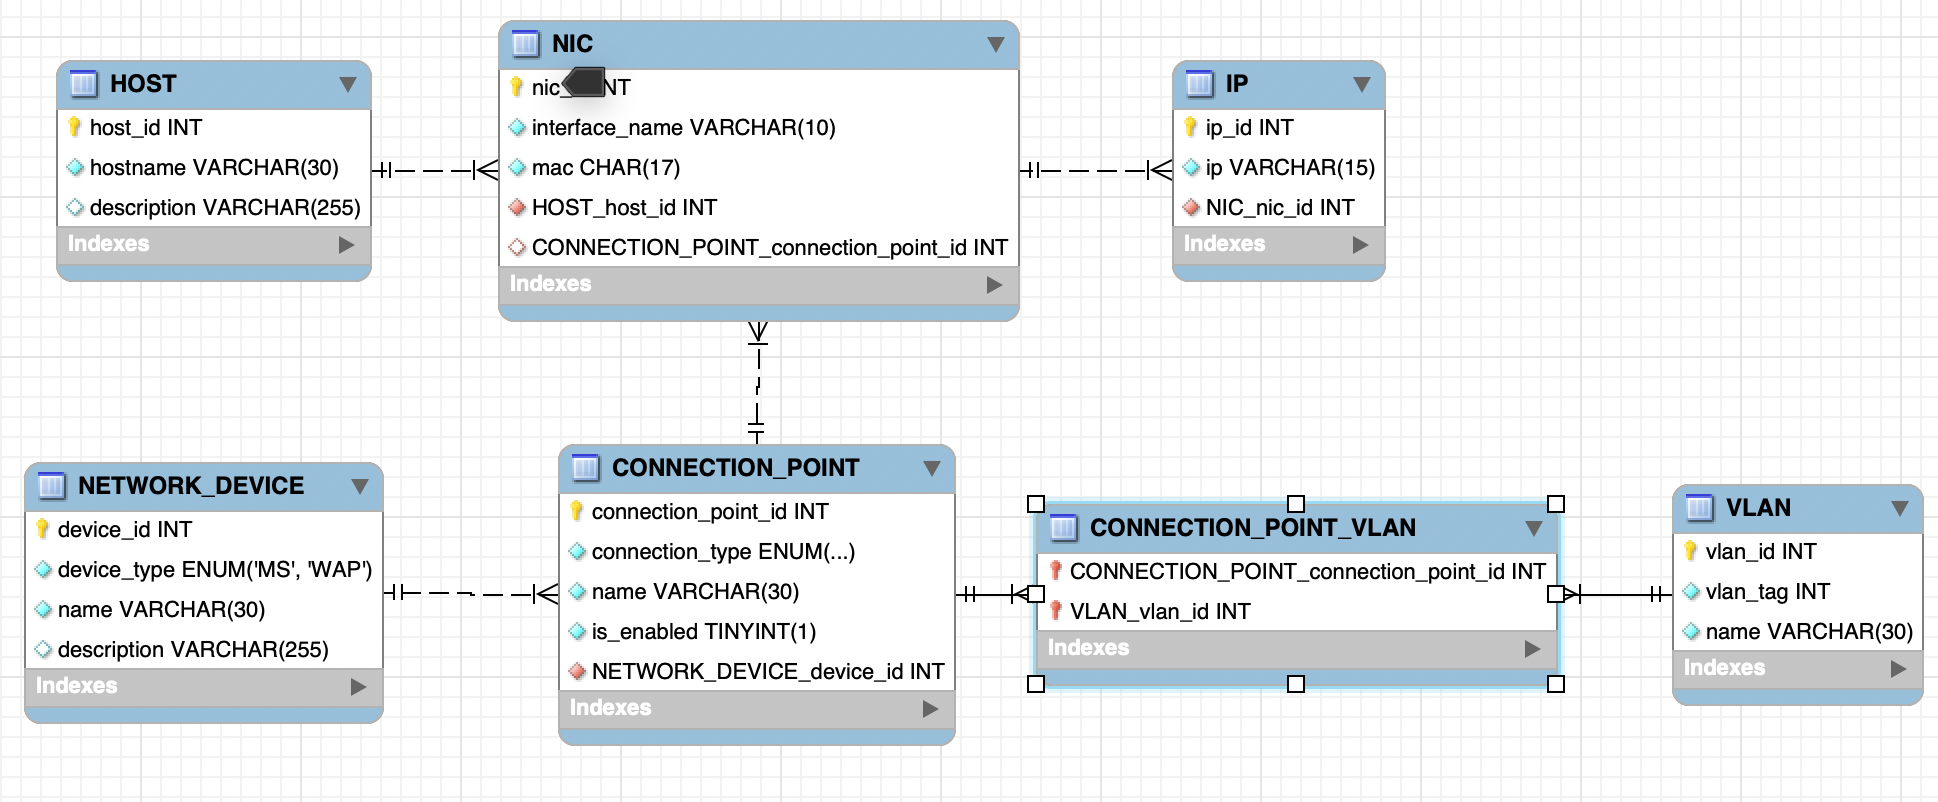 HOST
host_id INT
hostname VARCHAR(30)
description VARCHAR(255)
Indexes
NIC
interface_name VARCHAR(10)
mac CHAR(17)
HOST_host_id INT
CONNECTION_POINT_connection_point_id INT
Indexes
IP
ip_id INT
ip VARCHAR(15)
NIC_nic_id INT
Indexes
NETWORK_DEVICE
device_id INT
device_type ENUM('MS', 'WAP')
name VARCHAR(30)
description VARCHAR(255)
Indexes
CONNECTION_POINT
connection_point_id INT
connection_type ENUM(...)
name VARCHAR(30)
is_enabled TINYINT(1)
NETWORK_DEVICE_device_id INT
Indexes
CONNECTION_POINT_VLAN
CONNECTION_POINT_connection_point_id INT
VLAN_vlan_id INT
Indexes
VLAN
vlan_id INT
vlan_tag INT
name VARCHAR(30)
Indexes